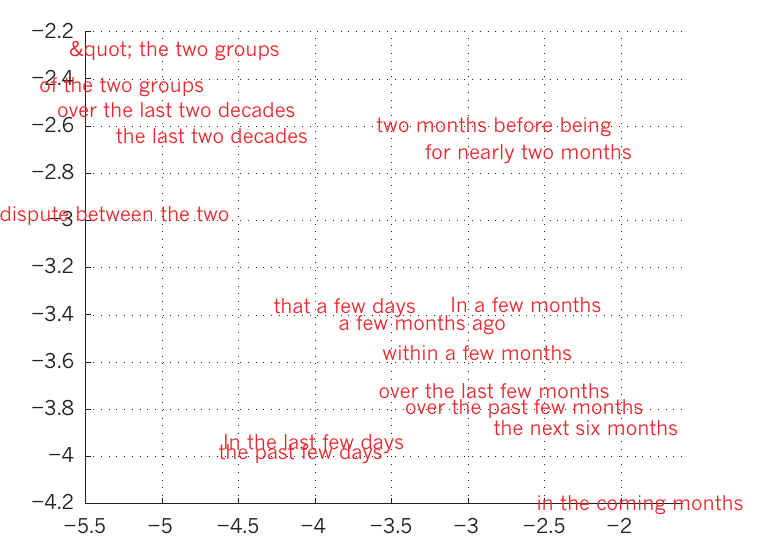 −2.2
&quot; the two groups
−2.4
of the two groups
over the last two decades
−2.6
two months before being
the last two decades
for nearly two months
−2.8
dispute between the two
−3
−3.2
that a few days
In a few months
−3.4
a few months ago
within a few months
−3.6
over the last few months
−3.8
over the past few months
the next six months
In the last few days
the past few days
−4
−4.2
in the coming months
−5.5 −5 −4.5 −4 −3.5 −3 −2.5 −2